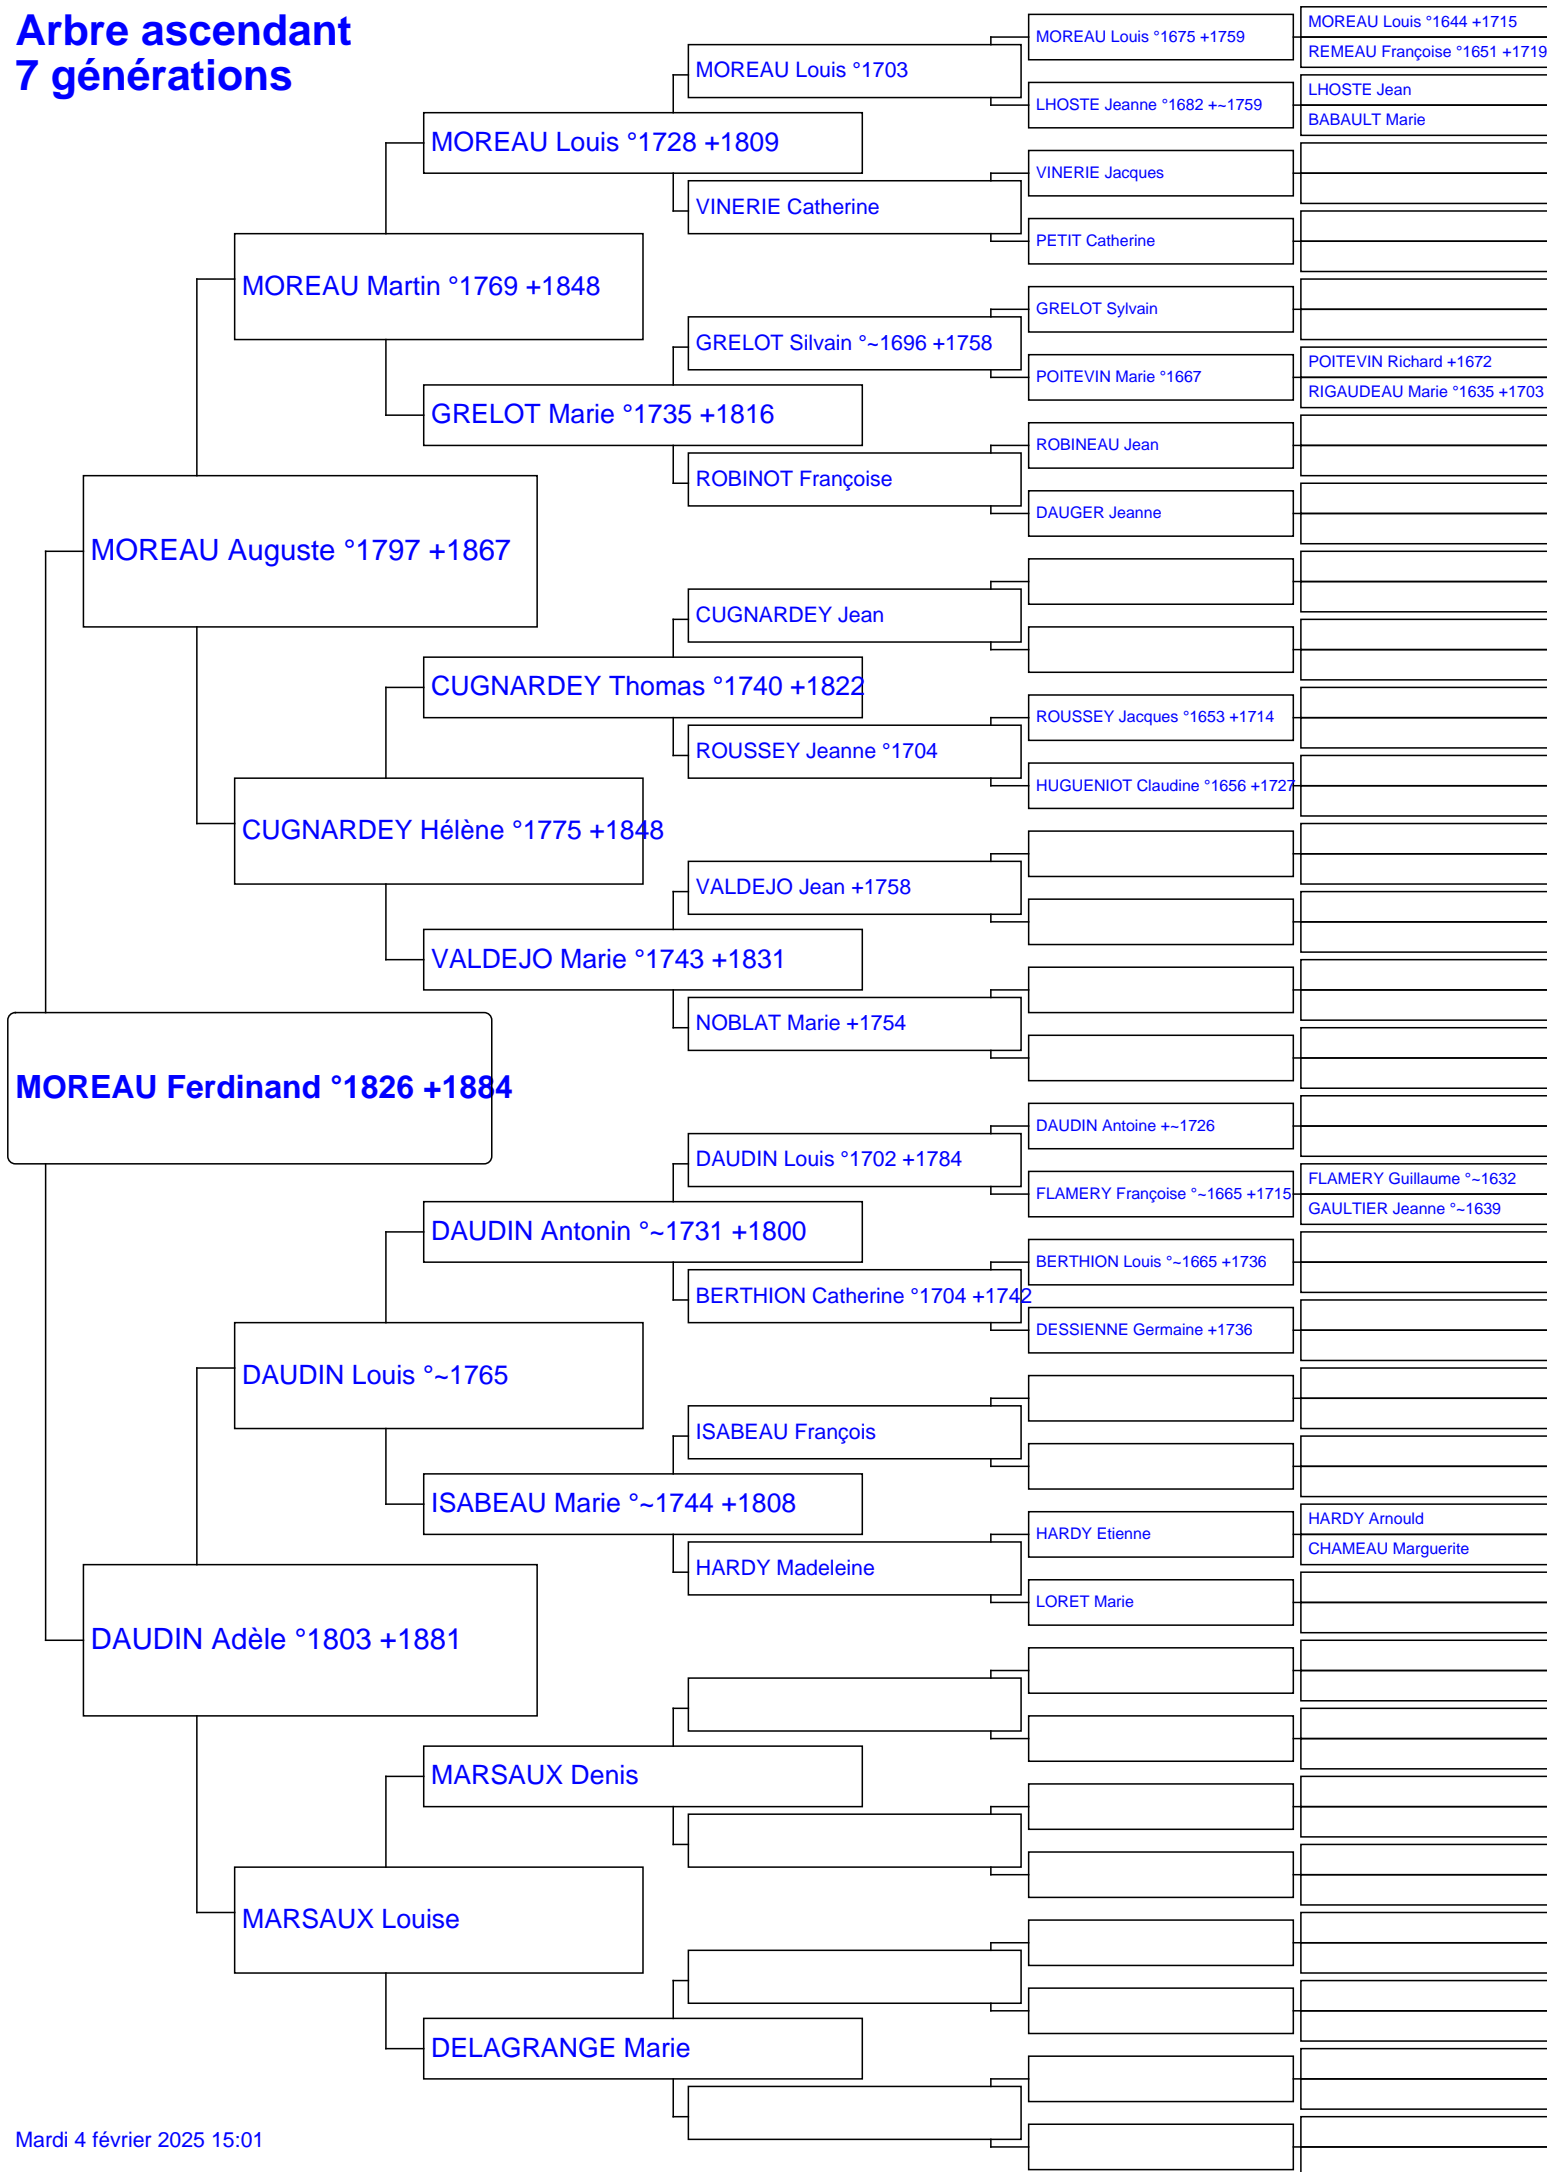 Arbre ascendant
7 générations
MOREAU Louis °1644 +1715
MOREAU Louis °1675 +1759
REMEAU Françoise °1651 +1719
MOREAU Louis °1703
LHOSTE Jean
LHOSTE Jeanne °1682 +~1759
BABAULT Marie
MOREAU Louis °1728 +1809
VINERIE Jacques
VINERIE Catherine
PETIT Catherine
MOREAU Martin °1769 +1848
GRELOT Sylvain
GRELOT Silvain °~1696 +1758
POITEVIN Richard +1672
POITEVIN Marie °1667
RIGAUDEAU Marie °1635 +1703
GRELOT Marie °1735 +1816
ROBINEAU Jean
ROBINOT Françoise
DAUGER Jeanne
MOREAU Auguste °1797 +1867
CUGNARDEY Jean
CUGNARDEY Thomas °1740 +1822
ROUSSEY Jacques °1653 +1714
ROUSSEY Jeanne °1704
HUGUENIOT Claudine °1656 +1727
CUGNARDEY Hélène °1775 +1848
VALDEJO Jean +1758
VALDEJO Marie °1743 +1831
NOBLAT Marie +1754
MOREAU Ferdinand °1826 +1884
DAUDIN Antoine +~1726
DAUDIN Louis °1702 +1784
FLAMERY Guillaume °~1632
FLAMERY Françoise °~1665 +1715
GAULTIER Jeanne °~1639
DAUDIN Antonin °~1731 +1800
BERTHION Louis °~1665 +1736
BERTHION Catherine °1704 +1742
DESSIENNE Germaine +1736
DAUDIN Louis °~1765
ISABEAU François
ISABEAU Marie °~1744 +1808
HARDY Arnould
HARDY Etienne
CHAMEAU Marguerite
HARDY Madeleine
LORET Marie
DAUDIN Adèle °1803 +1881
MARSAUX Denis
MARSAUX Louise
DELAGRANGE Marie
Mardi 4 février 2025 15:01